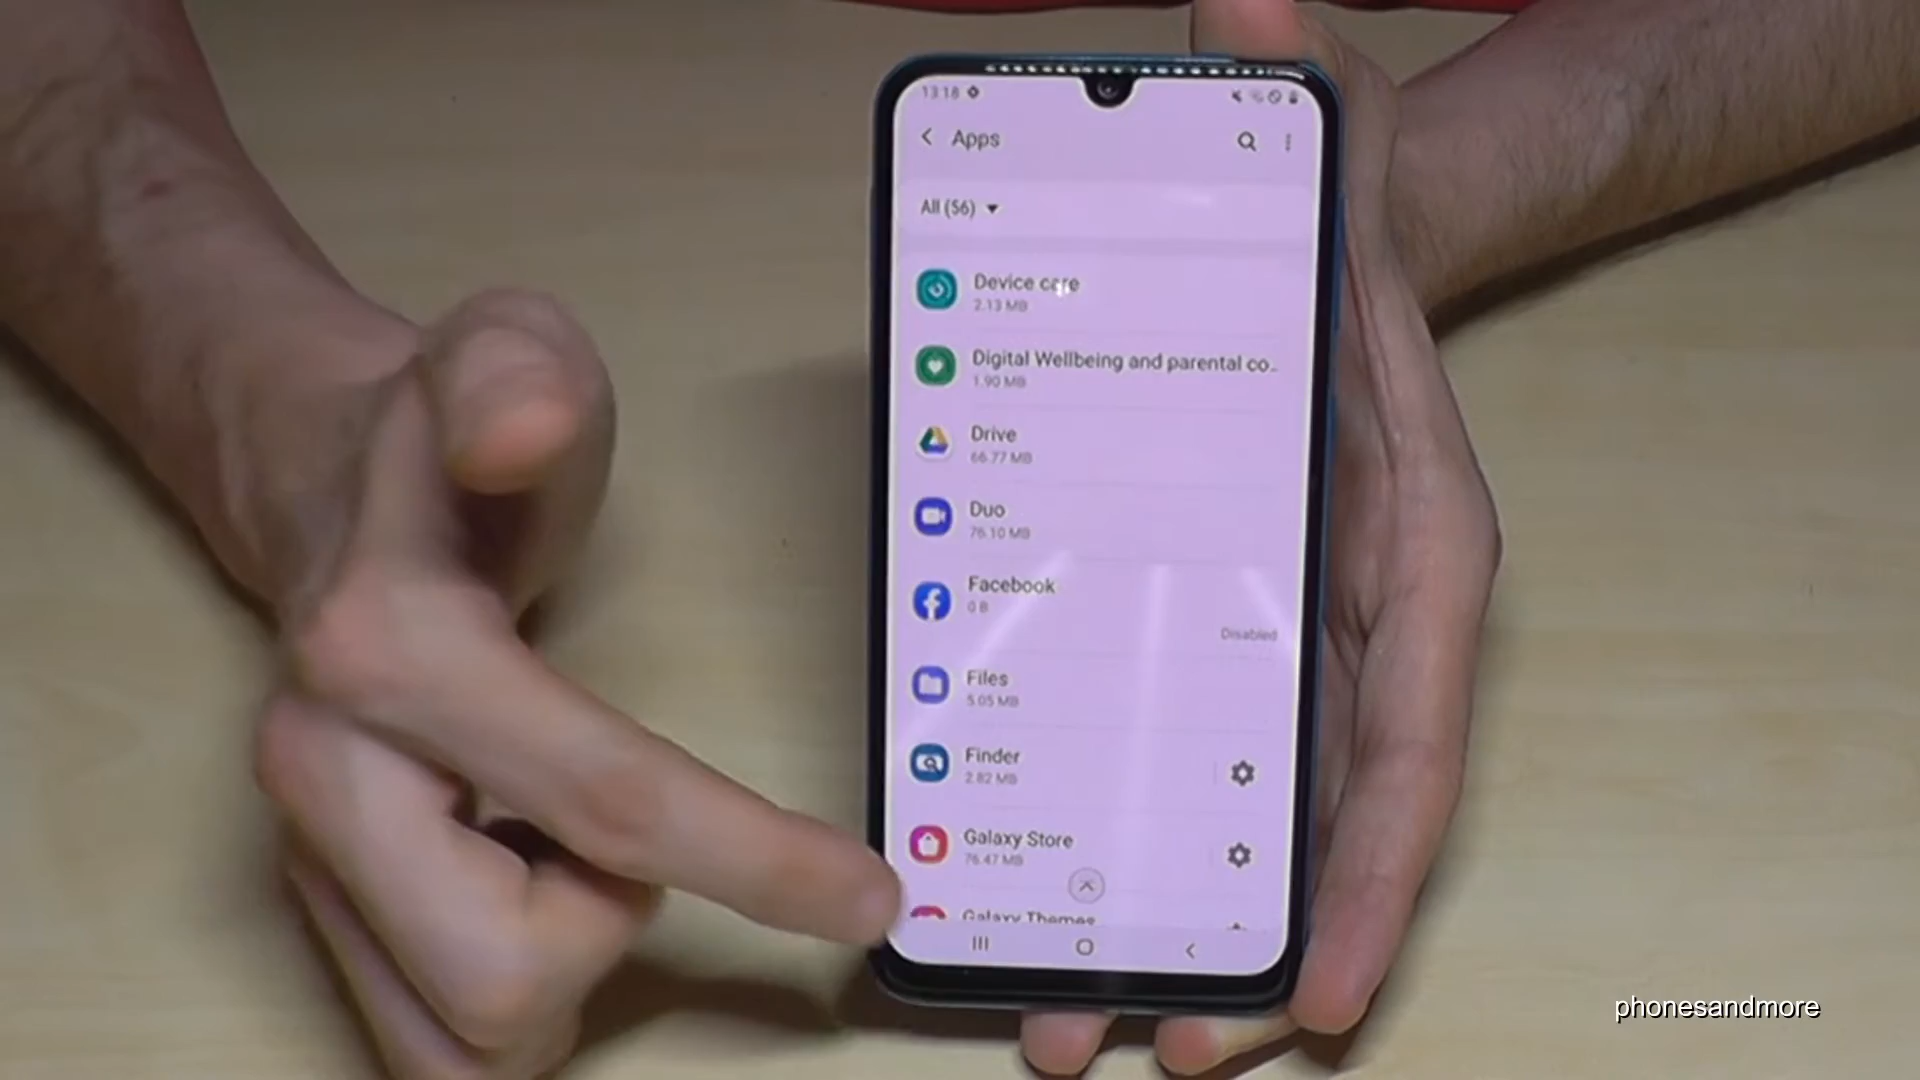 13:18
Apps
All (56)
Device care
2.13 MB
Digital Wellbeing and parental co..
1.90 MB
Drive
66.77 MB
Duo
76.10 MB
Facebook
0 B
Disabled
Files
5.05 MB
Finder
2.82 MB
Galaxy Store
76.47 MB
Galaxy Themes
phonesandmore